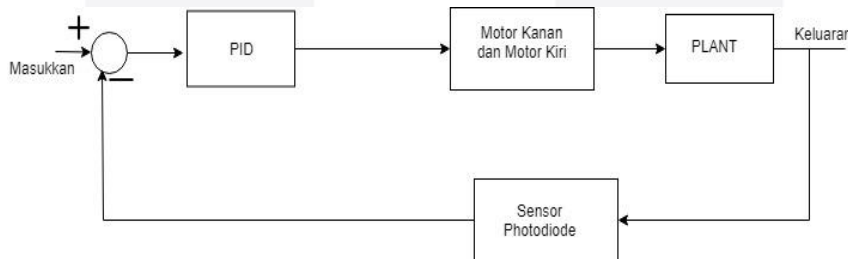 +
Masukkan
−
PID
Motor Kanan
dan Motor Kiri
PLANT
Keluaran
Sensor
Photodiode